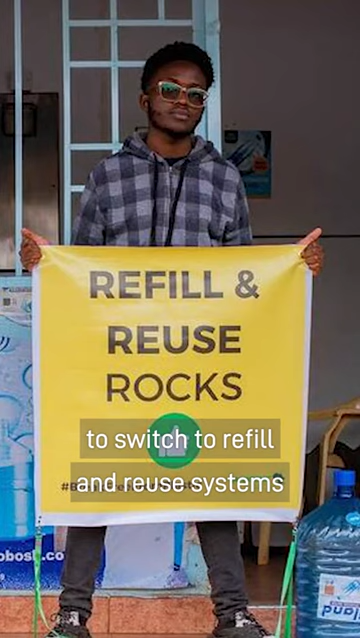 REFILL &
REUSE
ROCKS
to switch to refill
and reuse systems